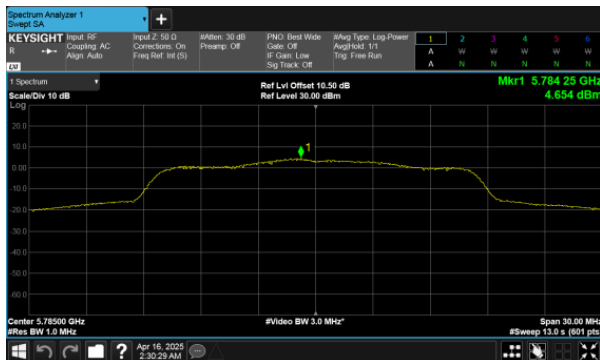 Spectrum Analyzer 1
Swept SA
KEYSIGHT
R
LXI
Input: RF
Coupling: AC
Align: Auto
Input Z: 50 Ω
Corrections: On
Freq Ref: Int (S)
#Atten: 30 dB
Preamp: Off
PNO: Best Wide
Gate: Off
IF Gain: Low
Sig Track: Off
#Avg Type: Log-Power
Avg|Hold: 1/1
Trig: Free Run
1 2 3 4 5 6
A W W W W W
A N N N N N
1 Spectrum
Scale/Div 10 dB
Ref Lvl Offset 10.50 dB
Ref Level 30.00 dBm
Mkr1 5.784 25 GHz
4.654 dBm
Log
20.0
10.0
0.00
-10.0
-20.0
-30.0
-40.0
-50.0
-60.0
1
Center 5.78500 GHz
#Video BW 3.0 MHz*
Span 30.00 MHz
#Res BW 1.0 MHz
#Sweep 13.0 s (601 pts)
Apr 16, 2025
2:30:29 AM